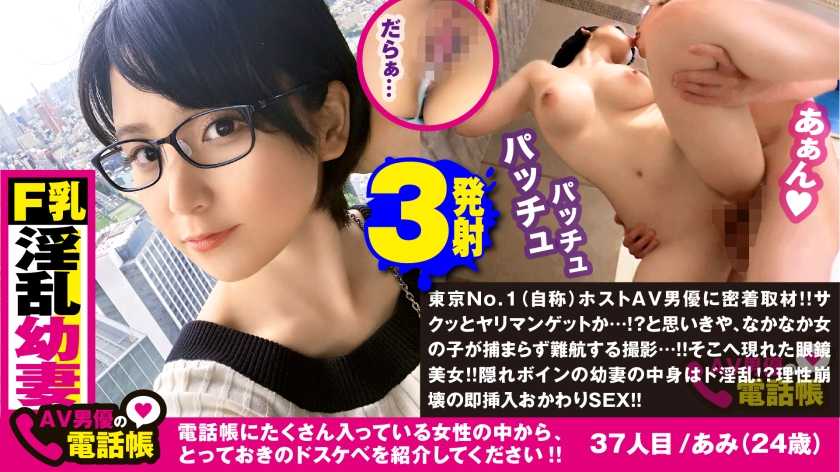 だらぁ…
あぁん♥
パッチュ
パッチュ
3発射
F乳
淫乱幼妻
AV男優の
電話帳
東京No.1(自称)ホストAV男優に密着取材!!サ
クッとヤリマンゲットか…!?と思いきや、なかなか女
の子が捕まらず難航する撮影…!!そこへ現れた眼鏡
美女!!隠れボインの幼妻の中身はド淫乱!?理性崩
壊の即挿入おかわりSEX!!
電話帳にたくさん入っている女性の中から、
とっておきのドスケベを紹介してください!!
37人目/あみ(24歳)